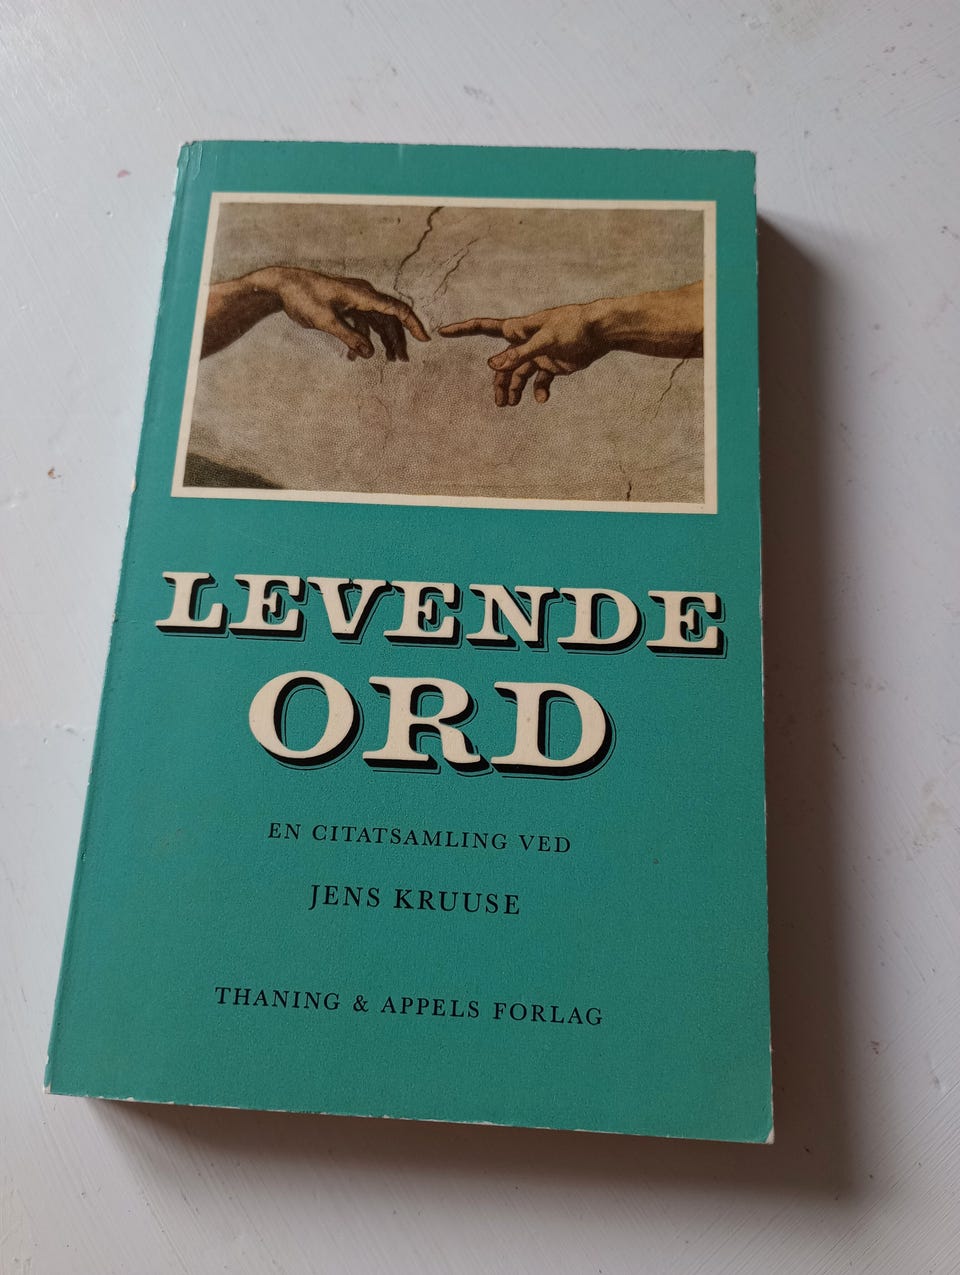 LEVENDE
ORD
EN CITATSAMLING VED
JENS KRUUSE
THANING & APPELS FORLAG